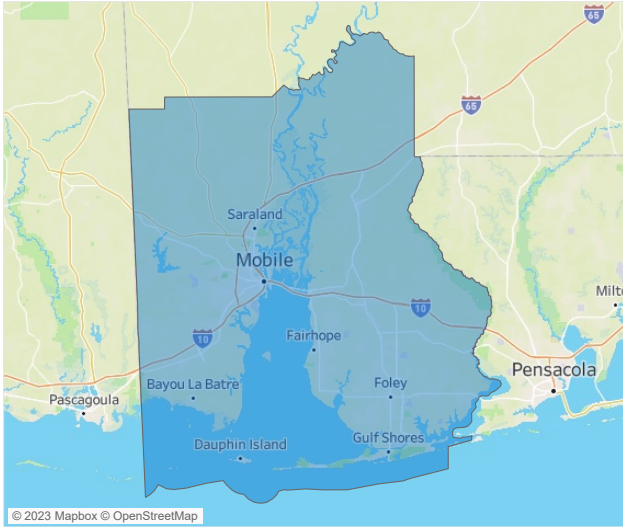 65
65
Saraland
Mobile
10
Milt
Fairhope
10
Pensacola
Bayou La Batre
Foley
Pascagoula
Gulf Shores
Dauphin Island
© 2023 Mapbox © OpenStreetMap